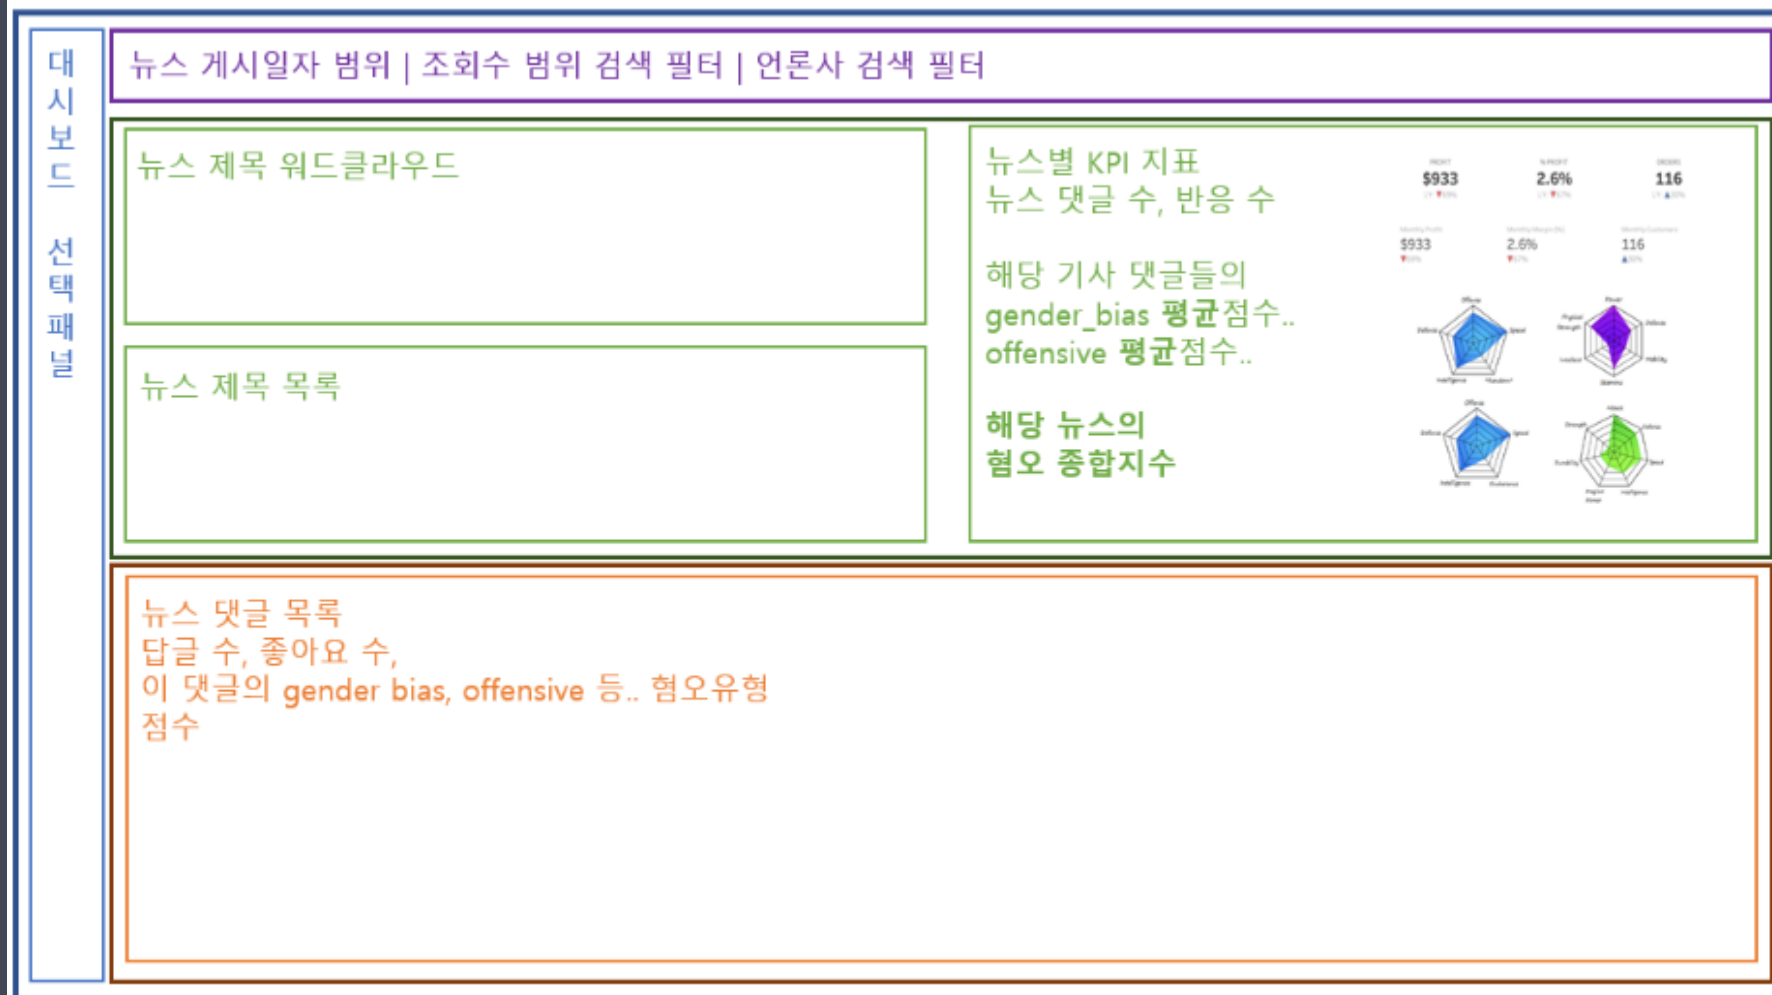 대시보드 선택패널
뉴스 게시일자 범위 | 조회수 범위 검색 필터 | 언론사 검색 필터
뉴스 제목 워드클라우드
뉴스 제목 목록
뉴스별 KPI 지표
뉴스 댓글 수, 반응 수
해당 기사 댓글들의
gender_bias 평균점수..
offensive 평균점수..
해당 뉴스의
혐오 종합지수
PROFIT
% PROFIT
ORDERS
$933
2.6%
116
$933
2.6%
116
뉴스 댓글 목록
답글 수, 좋아요 수,
이 댓글의 gender bias, offensive 등.. 혐오유형
점수